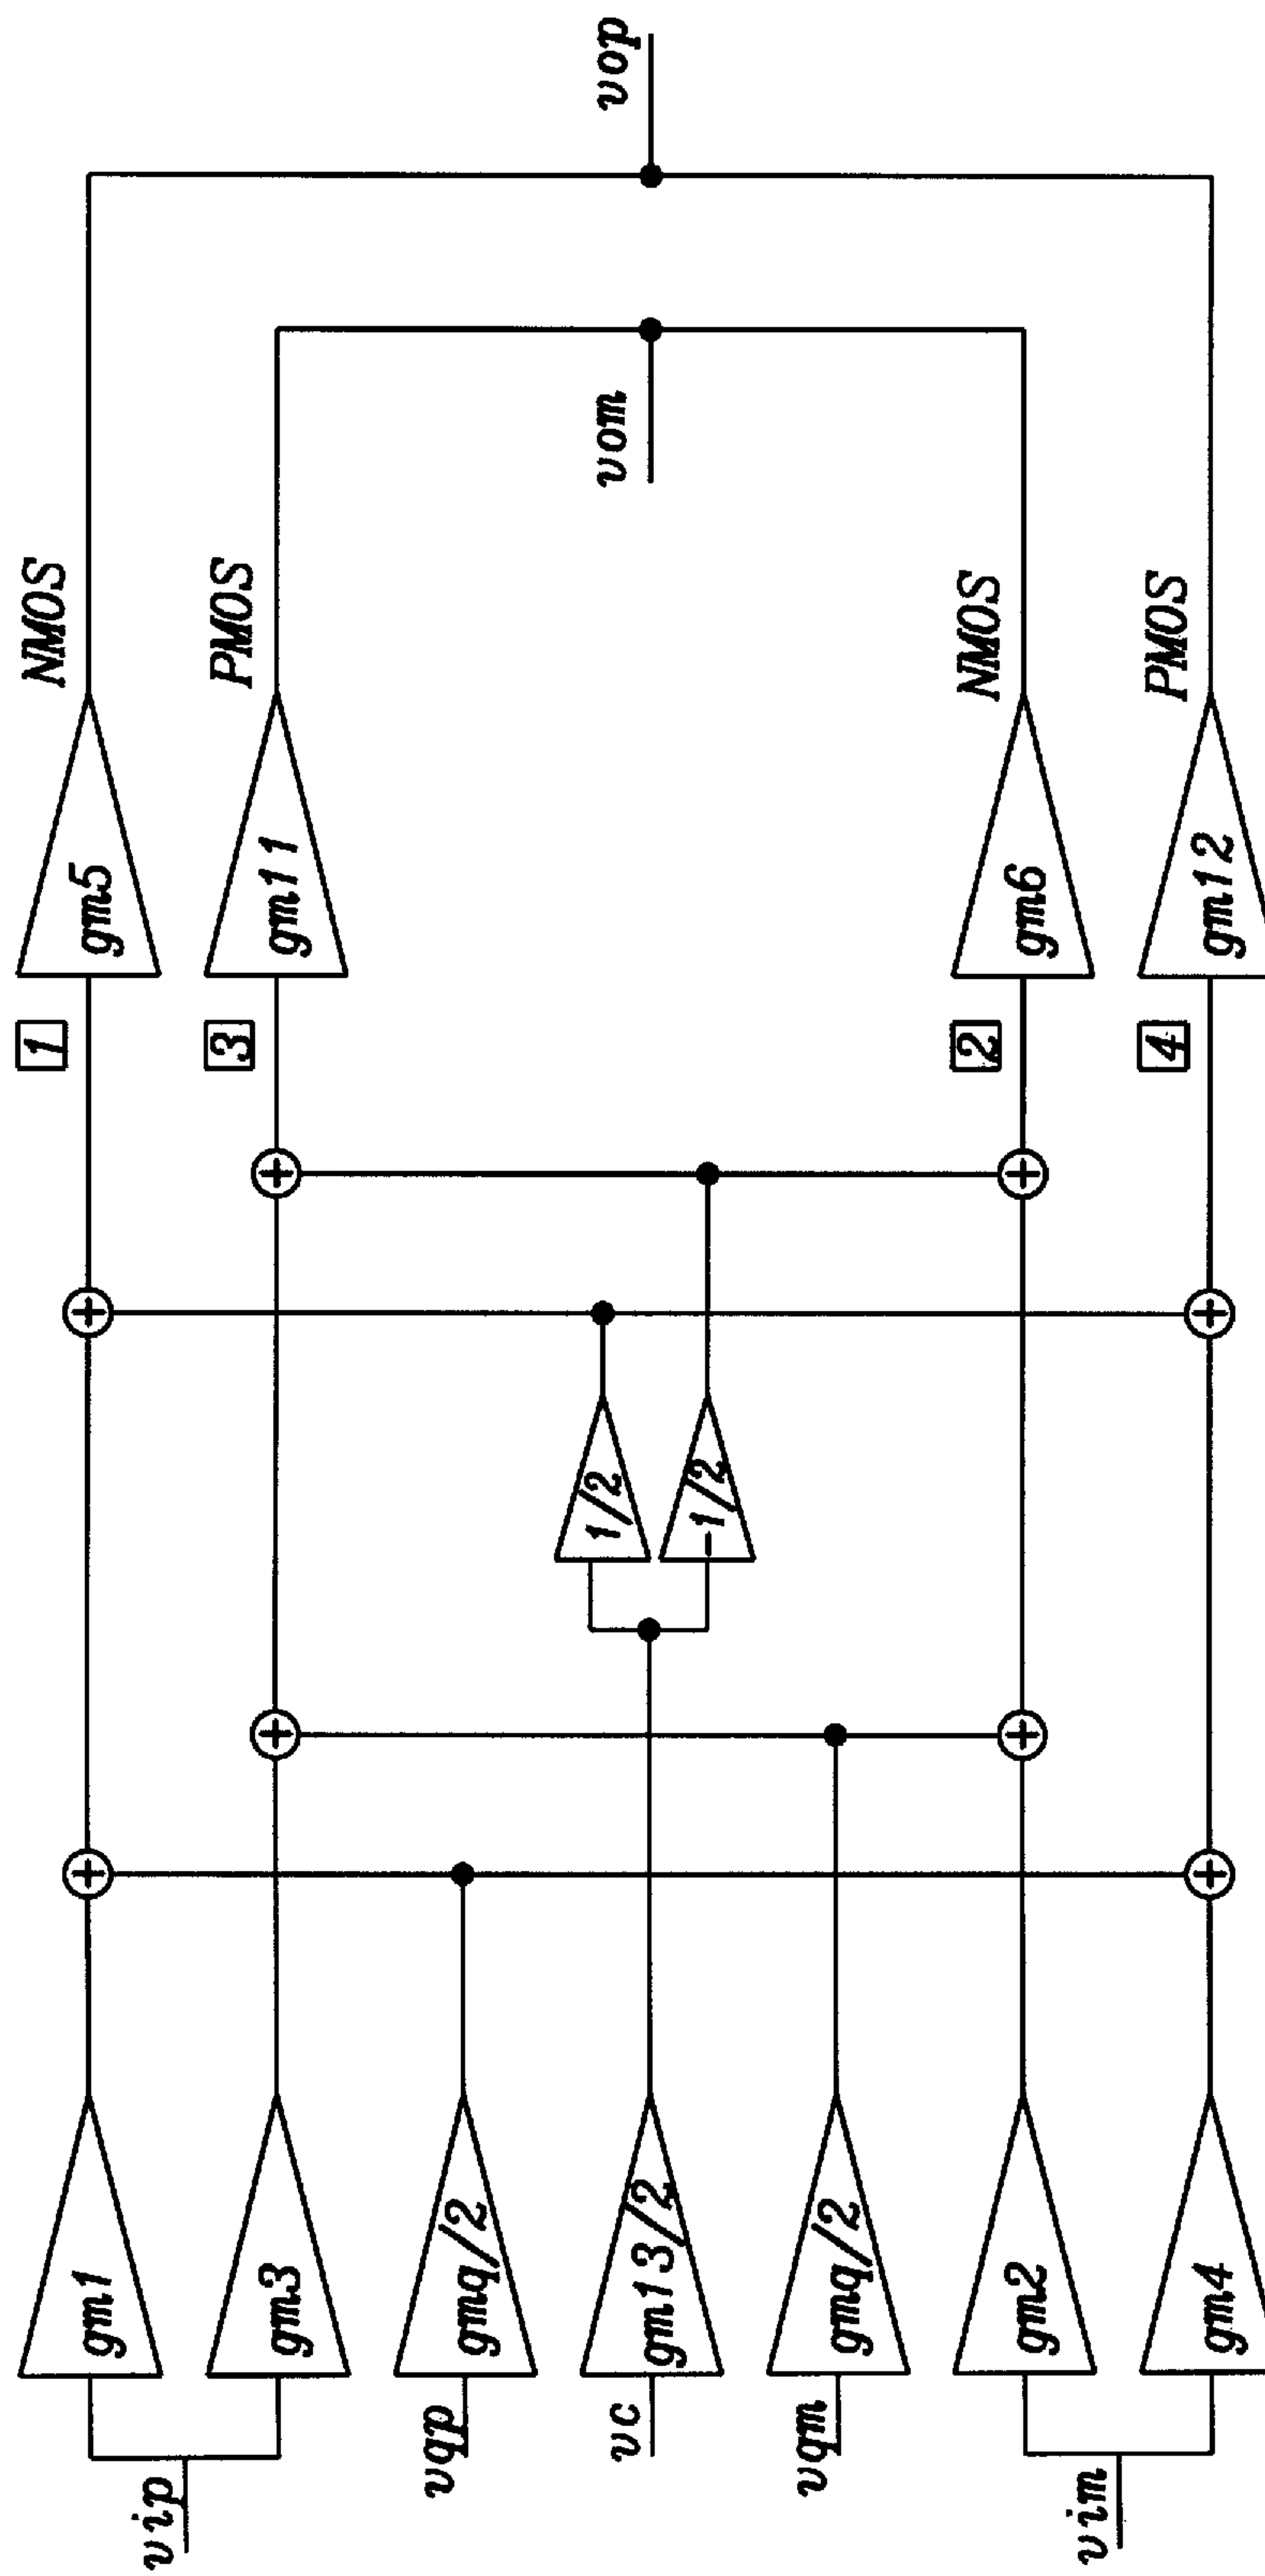 vip
gm1
gm3
vqp
gmq/2
vc
gm13/2
vqm
gmq/2
vim
gm2
gm4
1/2
-1/2
1
3
2
4
gm5
gm11
gm6
gm12
NMOS
PMOS
NMOS
PMOS
vom
vop